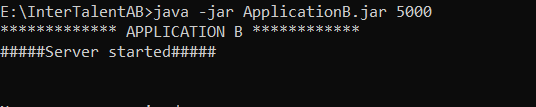 E:\InterTalentAB>java -jar ApplicationB.jar 5000
************* APPLICATION B ************
#####Server started#####